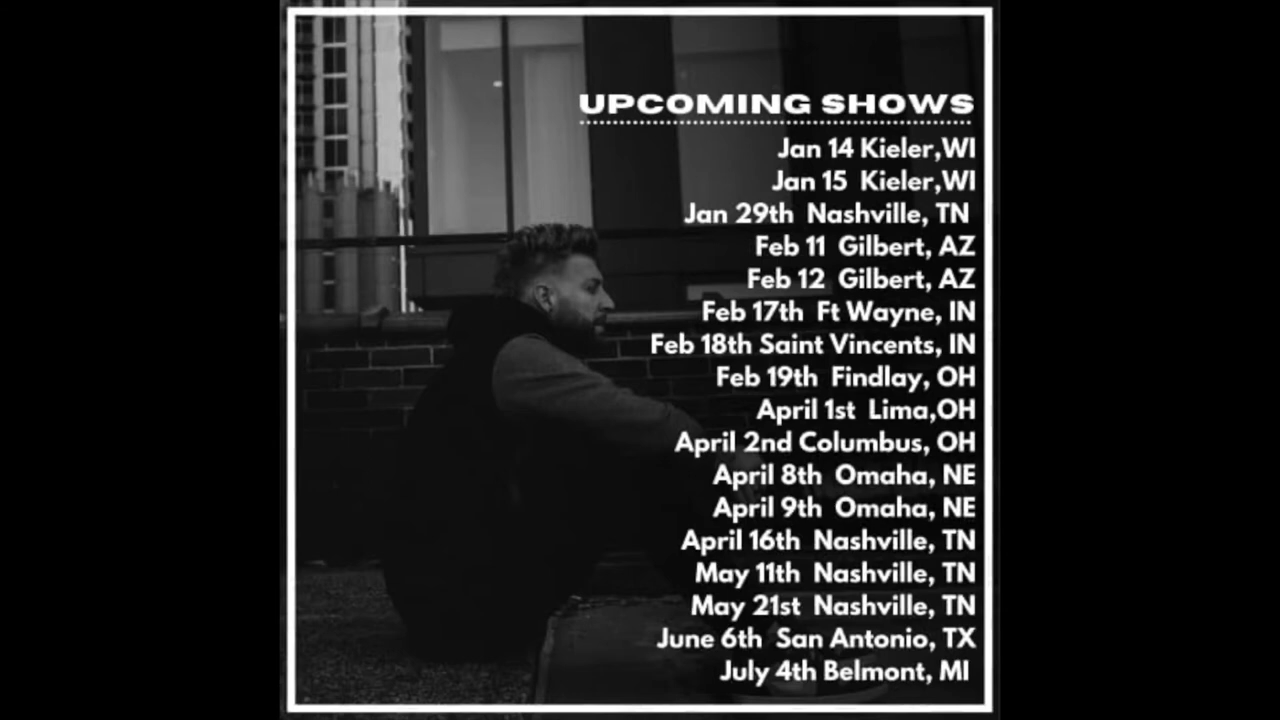 UPCOMING SHOWS
Jan 14 Kieler,WI
Jan 15 Kieler,WI
Jan 29th Nashville, TN
Feb 11 Gilbert, AZ
Feb 12 Gilbert, AZ
Feb 17th Ft Wayne, IN
Feb 18th Saint Vincents, IN
Feb 19th Findlay, OH
April 1st Lima,OH
April 2nd Columbus, OH
April 8th Omaha, NE
April 9th Omaha, NE
April 16th Nashville, TN
May 11th Nashville, TN
May 21st Nashville, TN
June 6th San Antonio, TX
July 4th Belmont, MI